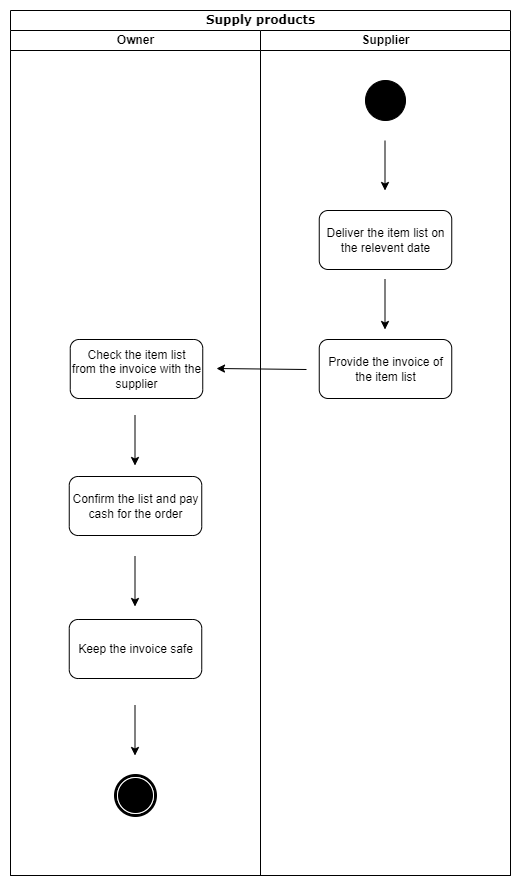 Supply products
Owner
Supplier
Deliver the item list on
the relevent date
Provide the invoice of
the item list
Check the item list
from the invoice with the
supplier
Confirm the list and pay
cash for the order
Keep the invoice safe